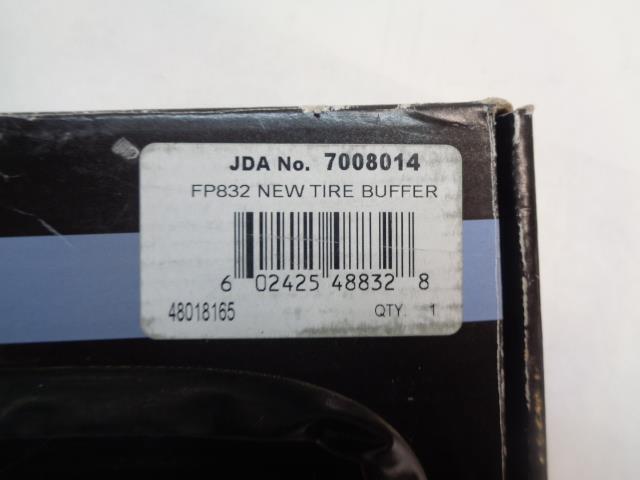 JDA No. 7008014
FP832 NEW TIRE BUFFER
6 02425 48832 8
48018165 QTY. 1